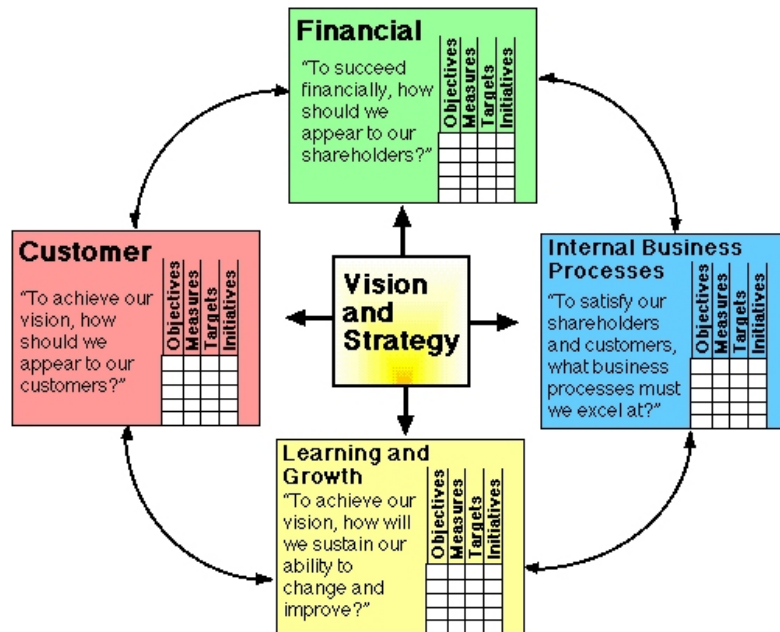 Financial
“To succeed
financially, how
should we
appear to our
shareholders?”
Objectives
Measures
Targets
Initiatives
Customer
“To achieve our
vision, how
should we
appear to our
customers?”
Objectives
Measures
Targets
Initiatives
Vision
and
Strategy
Internal Business
Processes
“To satisfy our
shareholders
and customers,
what business
processes must
we excel at?”
Objectives
Measures
Targets
Initiatives
Learning and
Growth
“To achieve our
vision, how will
we sustain our
ability to
change and
improve?”
Objectives
Measures
Targets
Initiatives